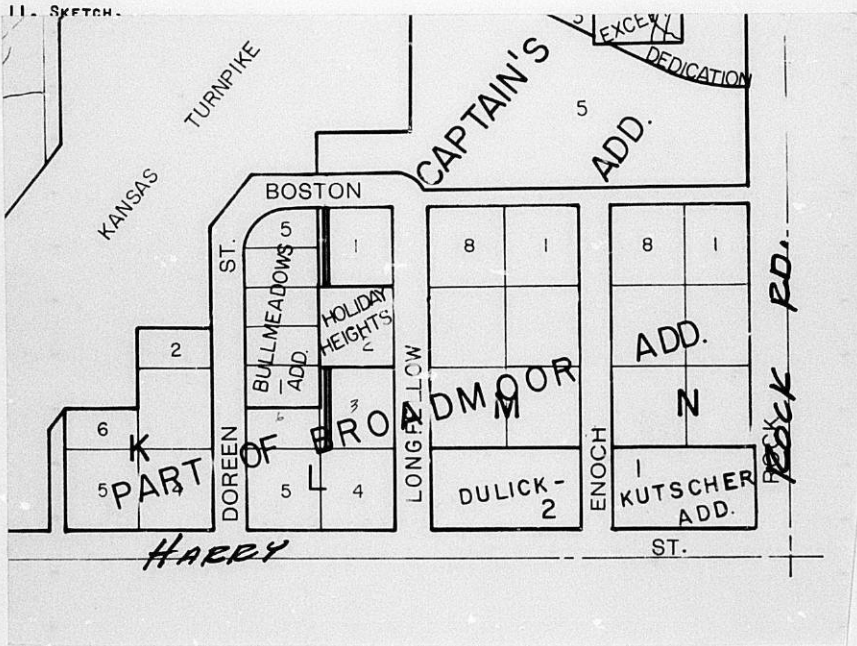 11. SKETCH.
EXCEPT
5
DEDICATION
KANSAS TURNPIKE
CAPTAIN'S ADD.
5
BOSTON
ST.
5
1
8
1
8
1
BULLMEADOWS ADD.
HOLIDAY HEIGHTS
2
2
ADD.
6
6
3
K
L
M
N
PART OF BROADMOOR
5
4
5
4
DOREEN
LONGFELLOW
ENOCH
DULICK-
2
1
KUTSCHER
ADD.
ROCK
ROCK RD.
HARRY
ST.